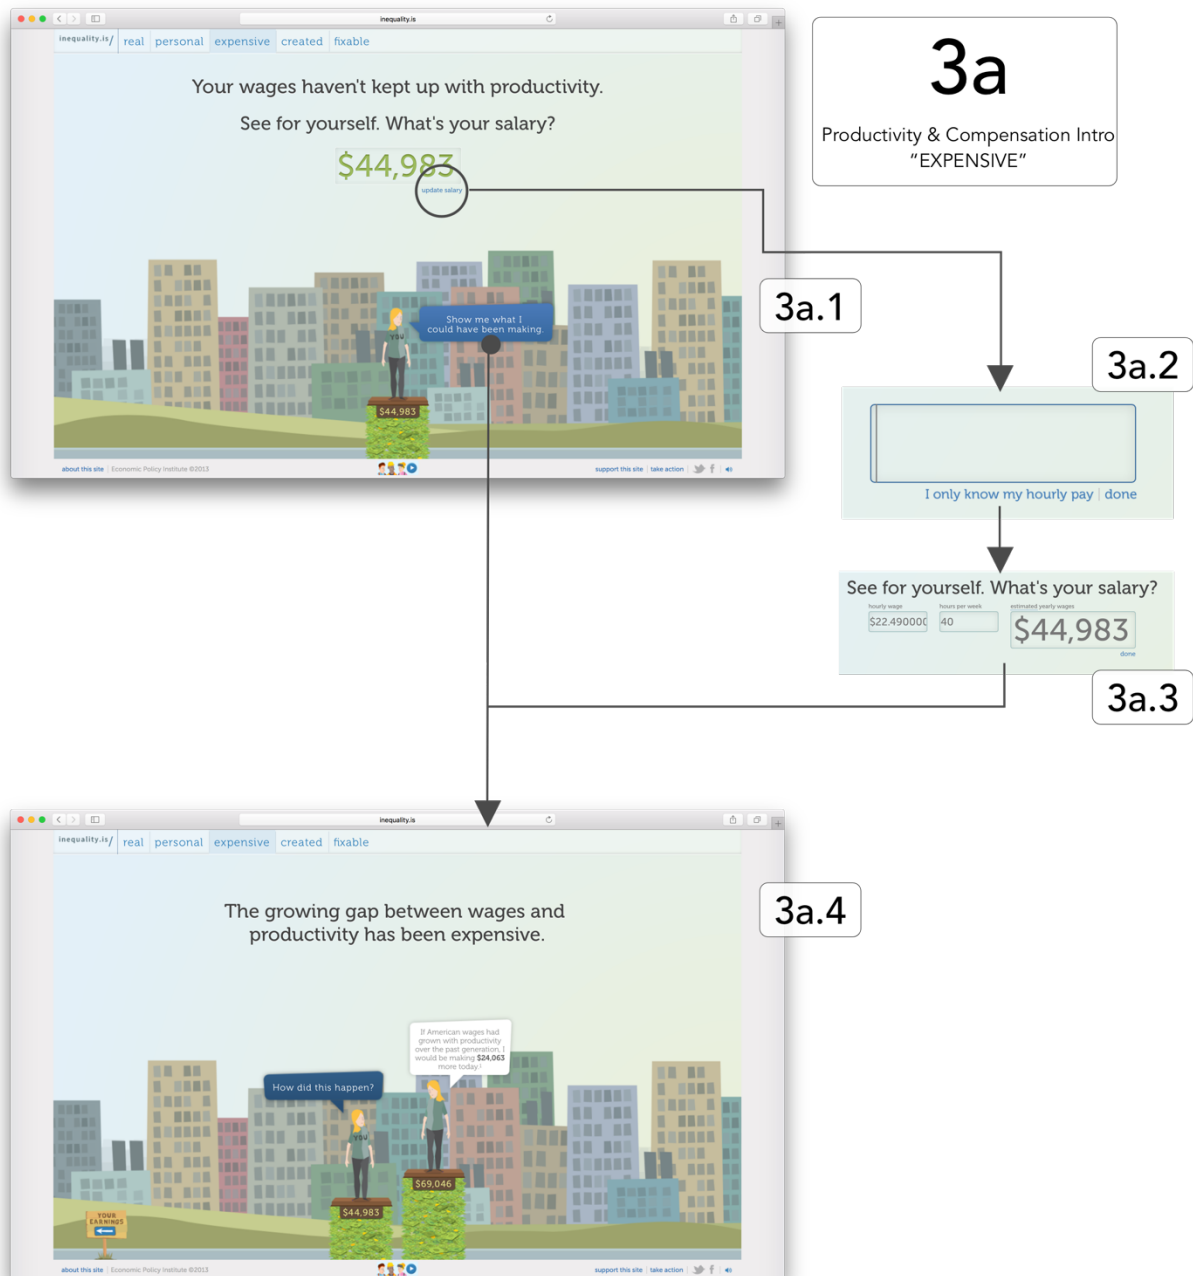 inequality.is
inequality.is/ real personal expensive created fixable
Your wages haven't kept up with productivity.
See for yourself. What's your salary?
$44,983
update salary
Show me what I
could have been making.
YOU
$44,983
about this site | Economic Policy Institute ©2013
support this site | take action
3a
Productivity & Compensation Intro
“EXPENSIVE”
3a.1
3a.2
I only know my hourly pay | done
See for yourself. What's your salary?
hourly wage hours per week estimated yearly wages
$22.490000 40 $44,983
done
3a.3
inequality.is
inequality.is/ real personal expensive created fixable
3a.4
The growing gap between wages and
productivity has been expensive.
If American wages had
grown with productivity
over the past generation, I
would be making $24,063
more today.¹
How did this happen?
YOU
$69,046
$44,983
YOUR
EARNINGS
about this site | Economic Policy Institute ©2013
support this site | take action